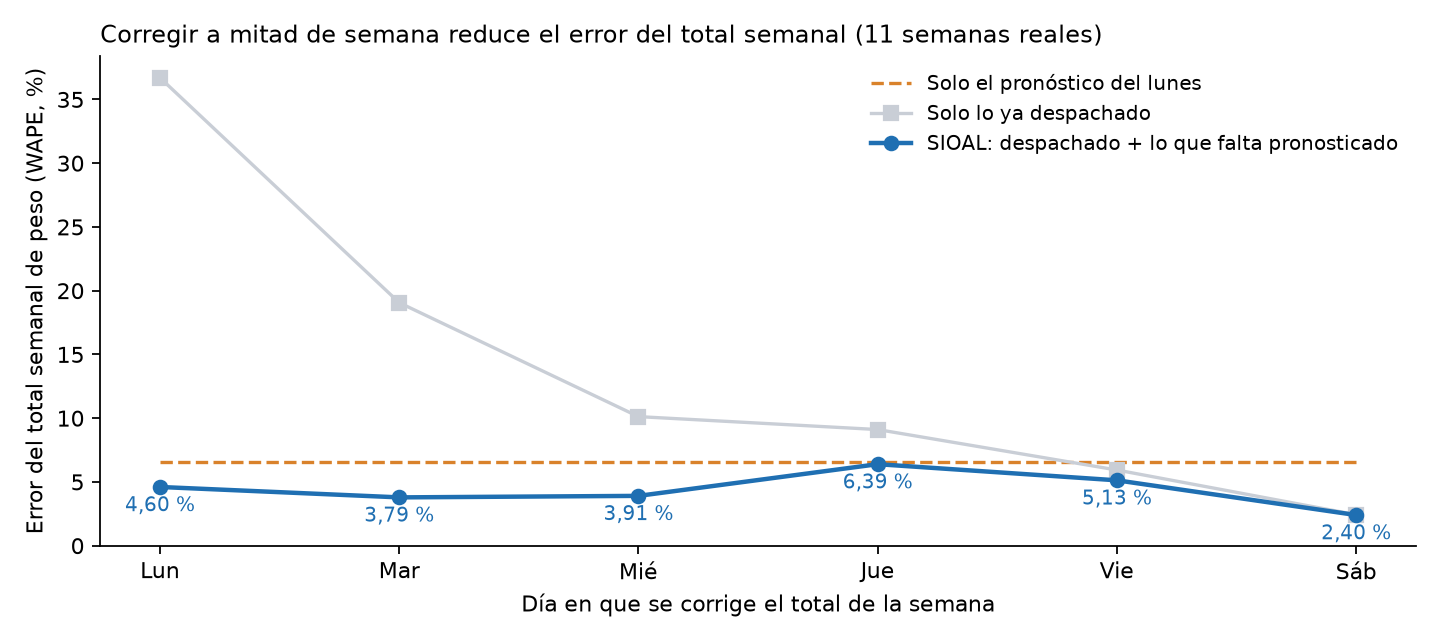 Corregir a mitad de semana reduce el error del total semanal (11 semanas reales)
Error del total semanal de peso (WAPE, %)
35
30
25
20
15
10
5
0
Solo el pronóstico del lunes
Solo lo ya despachado
SIOAL: despachado + lo que falta pronosticado
4,60 %
3,79 %
3,91 %
6,39 %
5,13 %
2,40 %
Lun
Mar
Mié
Jue
Vie
Sáb
Día en que se corrige el total de la semana